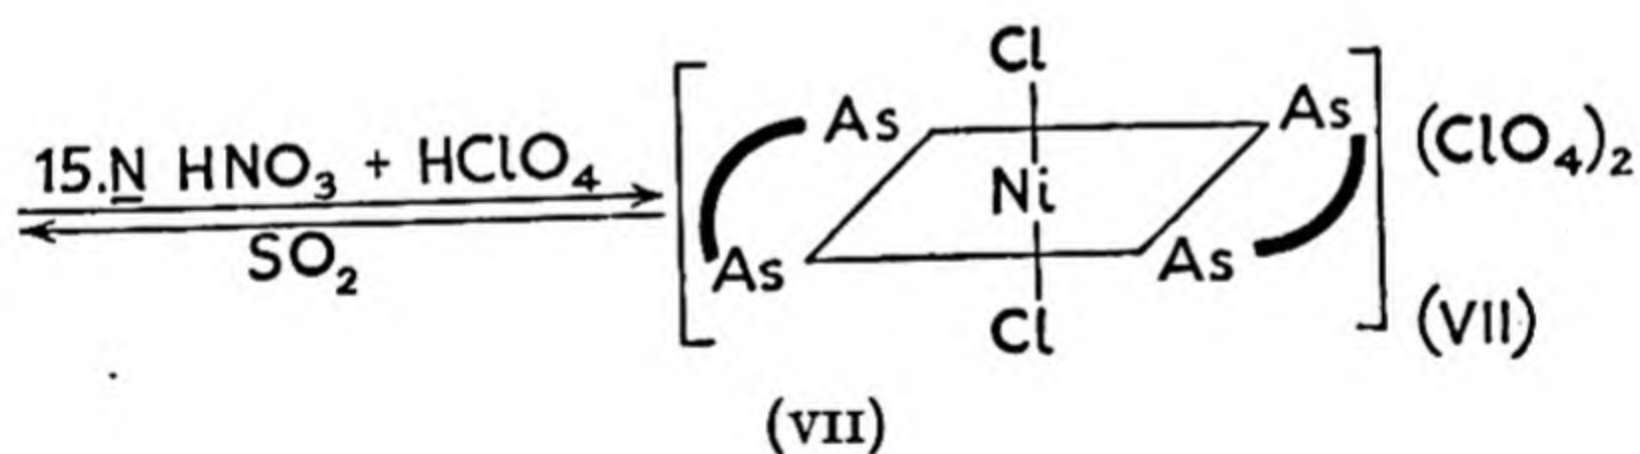 Cl
As As
15.N HNO₃ + HClO₄ (ClO₄)₂
Ni
SO₂ As As
Cl (VII)
(VII)